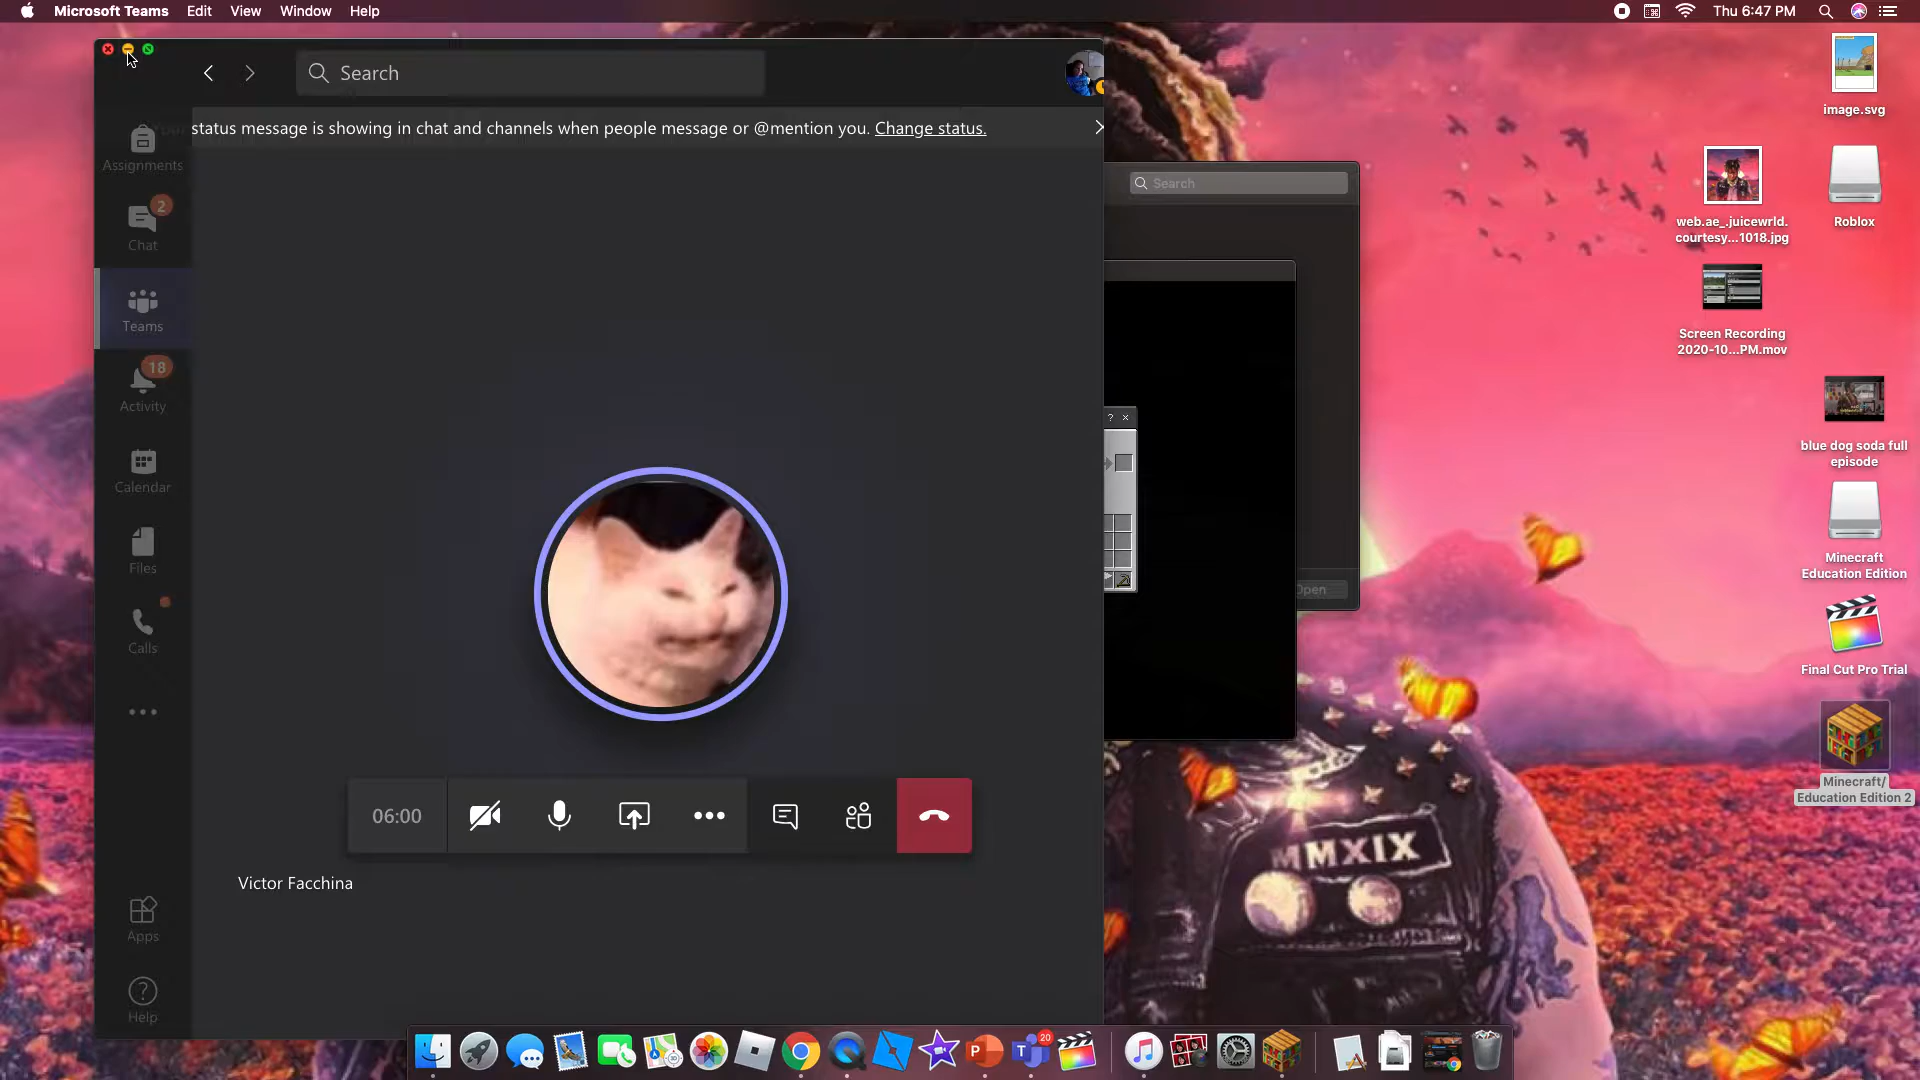 Microsoft Teams Edit View Window Help
Thu 6:47 PM
Search
status message is showing in chat and channels when people message or @mention you. Change status.
Assignments
2
Chat
Teams
18
Activity
Calendar
Files
Calls
Apps
Help
06:00
Victor Facchina
Search
? ×
Open
image.svg
web.ae_.juicewrld.
courtesy...1018.jpg
Roblox
Screen Recording
2020-10...PM.mov
blue dog soda full
episode
Minecraft
Education Edition
Final Cut Pro Trial
Minecraft/
Education Edition 2
MMXIX
P
T
20